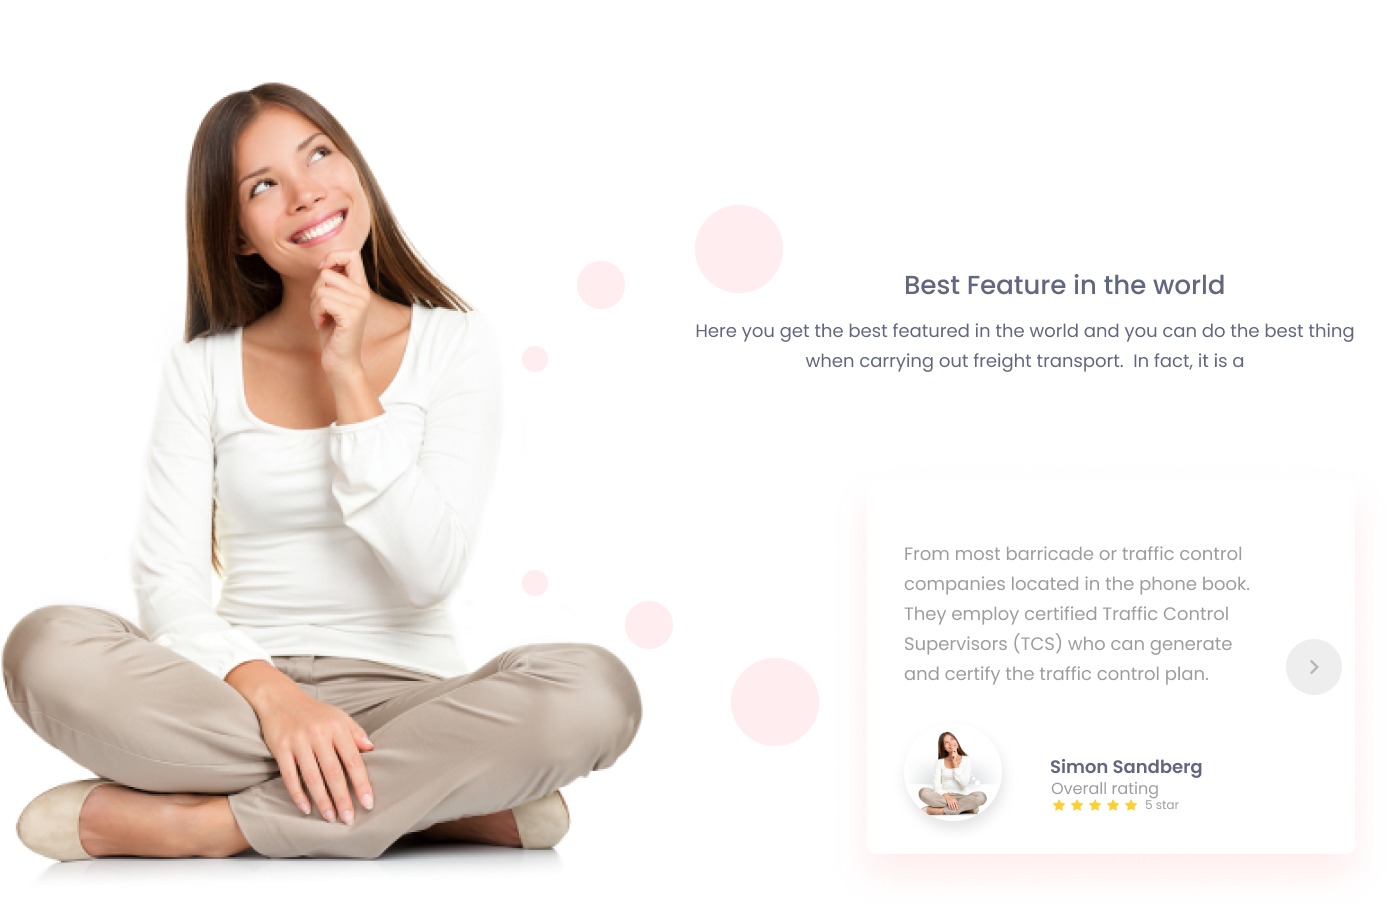 Best Feature in the world
Here you get the best featured in the world and you can do the best thing
when carrying out freight transport.  In fact, it is a
From most barricade or traffic control
companies located in the phone book.
They employ certified Traffic Control
Supervisors (TCS) who can generate
and certify the traffic control plan.
Simon Sandberg
Overall rating
5 star